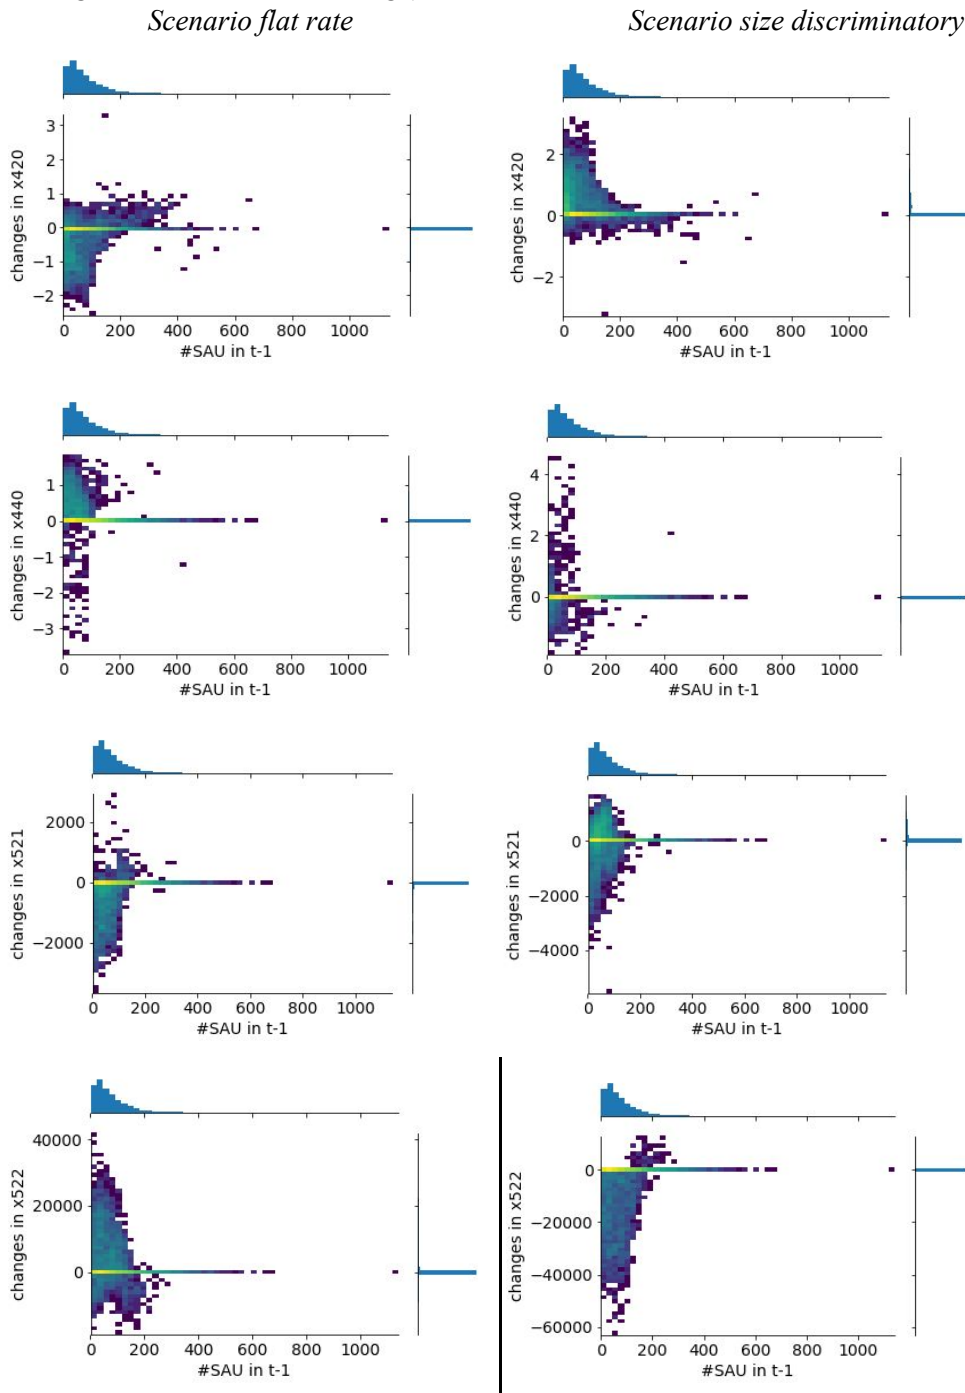 Scenario flat rate
Scenario size discriminatory
changes in x420
3
2
1
0
−1
−2
0 200 400 600 800 1000
#SAU in t-1
changes in x420
2
0
−2
0 200 400 600 800 1000
#SAU in t-1
changes in x440
1
0
−1
−2
−3
0 200 400 600 800 1000
#SAU in t-1
changes in x440
4
2
0
0 200 400 600 800 1000
#SAU in t-1
changes in x521
2000
0
−2000
0 200 400 600 800 1000
#SAU in t-1
changes in x521
0
−2000
−4000
0 200 400 600 800 1000
#SAU in t-1
changes in x522
40000
20000
0
0 200 400 600 800 1000
#SAU in t-1
changes in x522
0
−20000
−40000
−60000
0 200 400 600 800 1000
#SAU in t-1